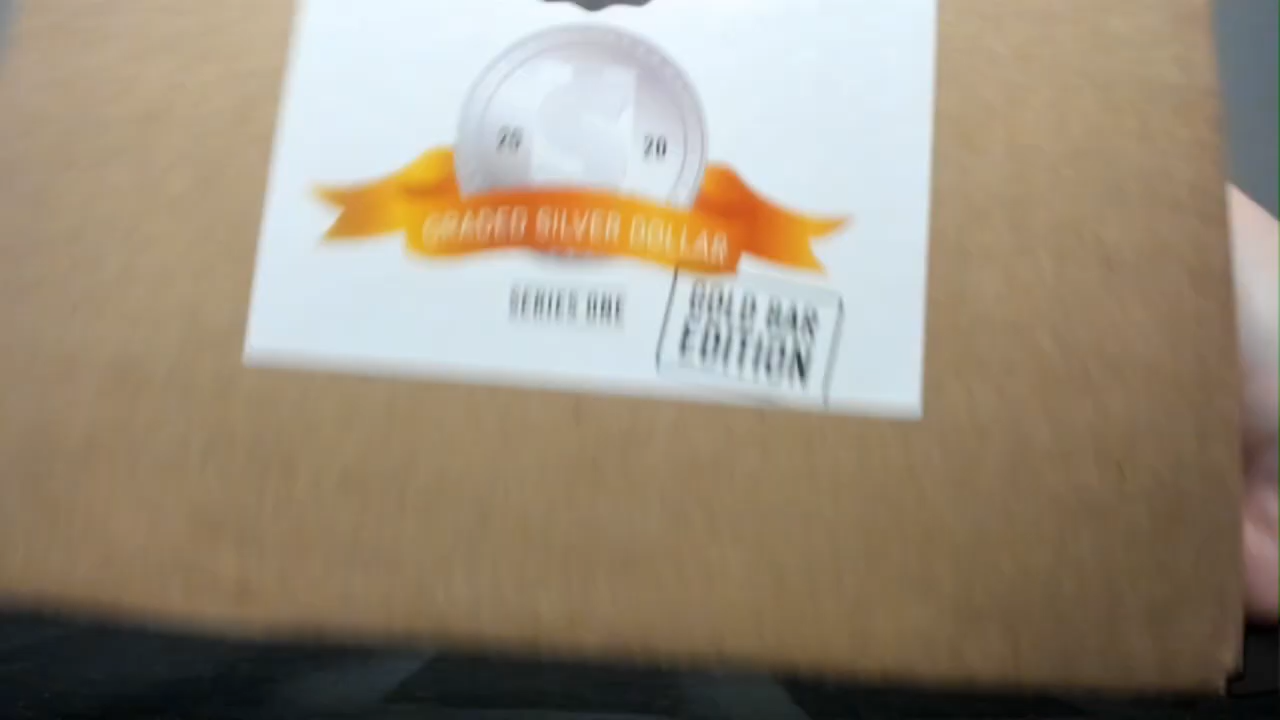 20 20
GRADED SILVER DOLLAR
SERIES ONE
GOLD BAR
EDITION